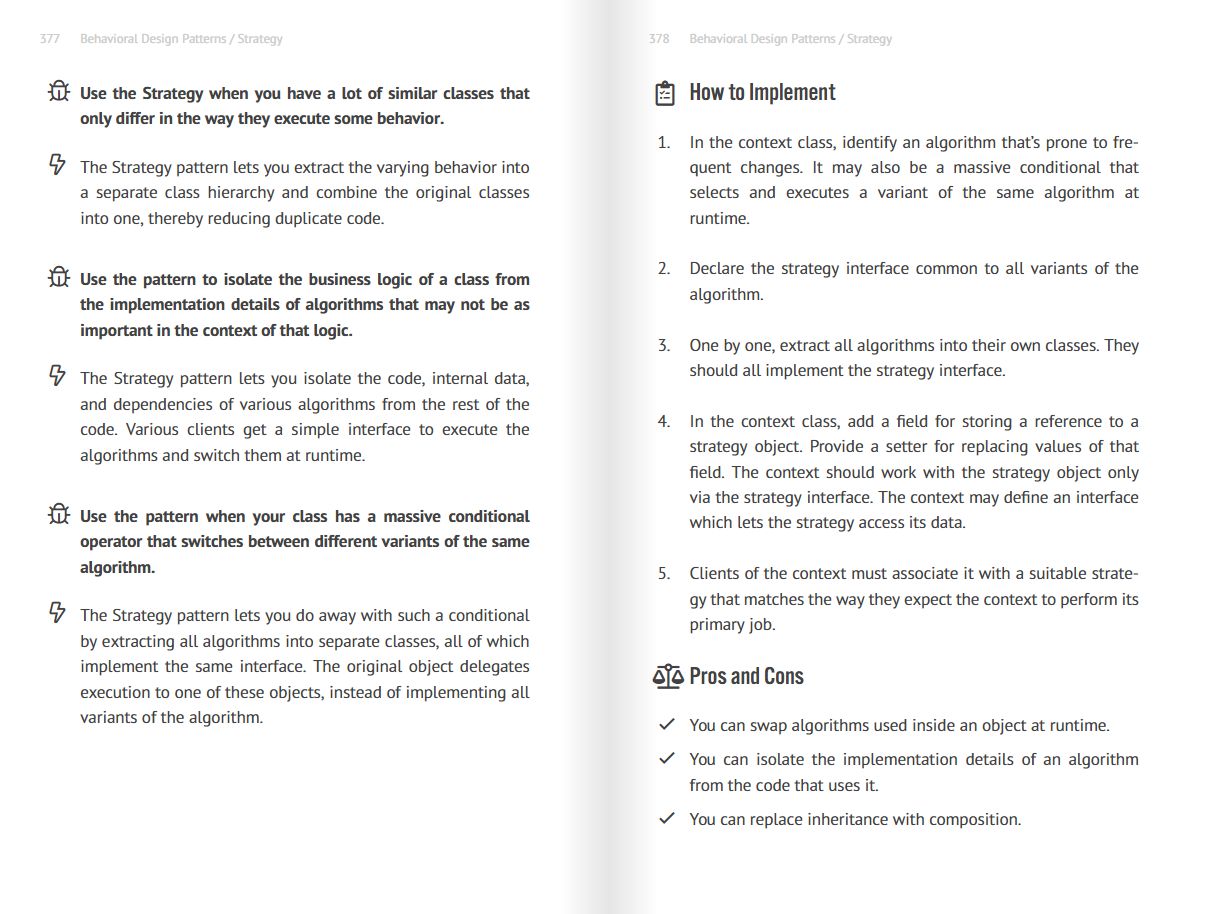 377 Behavioral Design Patterns / Strategy
Use the Strategy when you have a lot of similar classes that
only differ in the way they execute some behavior.
The Strategy pattern lets you extract the varying behavior into
a separate class hierarchy and combine the original classes
into one, thereby reducing duplicate code.
Use the pattern to isolate the business logic of a class from
the implementation details of algorithms that may not be as
important in the context of that logic.
The Strategy pattern lets you isolate the code, internal data,
and dependencies of various algorithms from the rest of the
code. Various clients get a simple interface to execute the
algorithms and switch them at runtime.
Use the pattern when your class has a massive conditional
operator that switches between different variants of the same
algorithm.
The Strategy pattern lets you do away with such a conditional
by extracting all algorithms into separate classes, all of which
implement the same interface. The original object delegates
execution to one of these objects, instead of implementing all
variants of the algorithm.
378 Behavioral Design Patterns / Strategy
How to Implement
1. In the context class, identify an algorithm that’s prone to fre-
quent changes. It may also be a massive conditional that
selects and executes a variant of the same algorithm at
runtime.
2. Declare the strategy interface common to all variants of the
algorithm.
3. One by one, extract all algorithms into their own classes. They
should all implement the strategy interface.
4. In the context class, add a field for storing a reference to a
strategy object. Provide a setter for replacing values of that
field. The context should work with the strategy object only
via the strategy interface. The context may define an interface
which lets the strategy access its data.
5. Clients of the context must associate it with a suitable strate-
gy that matches the way they expect the context to perform its
primary job.
Pros and Cons
You can swap algorithms used inside an object at runtime.
You can isolate the implementation details of an algorithm
from the code that uses it.
You can replace inheritance with composition.